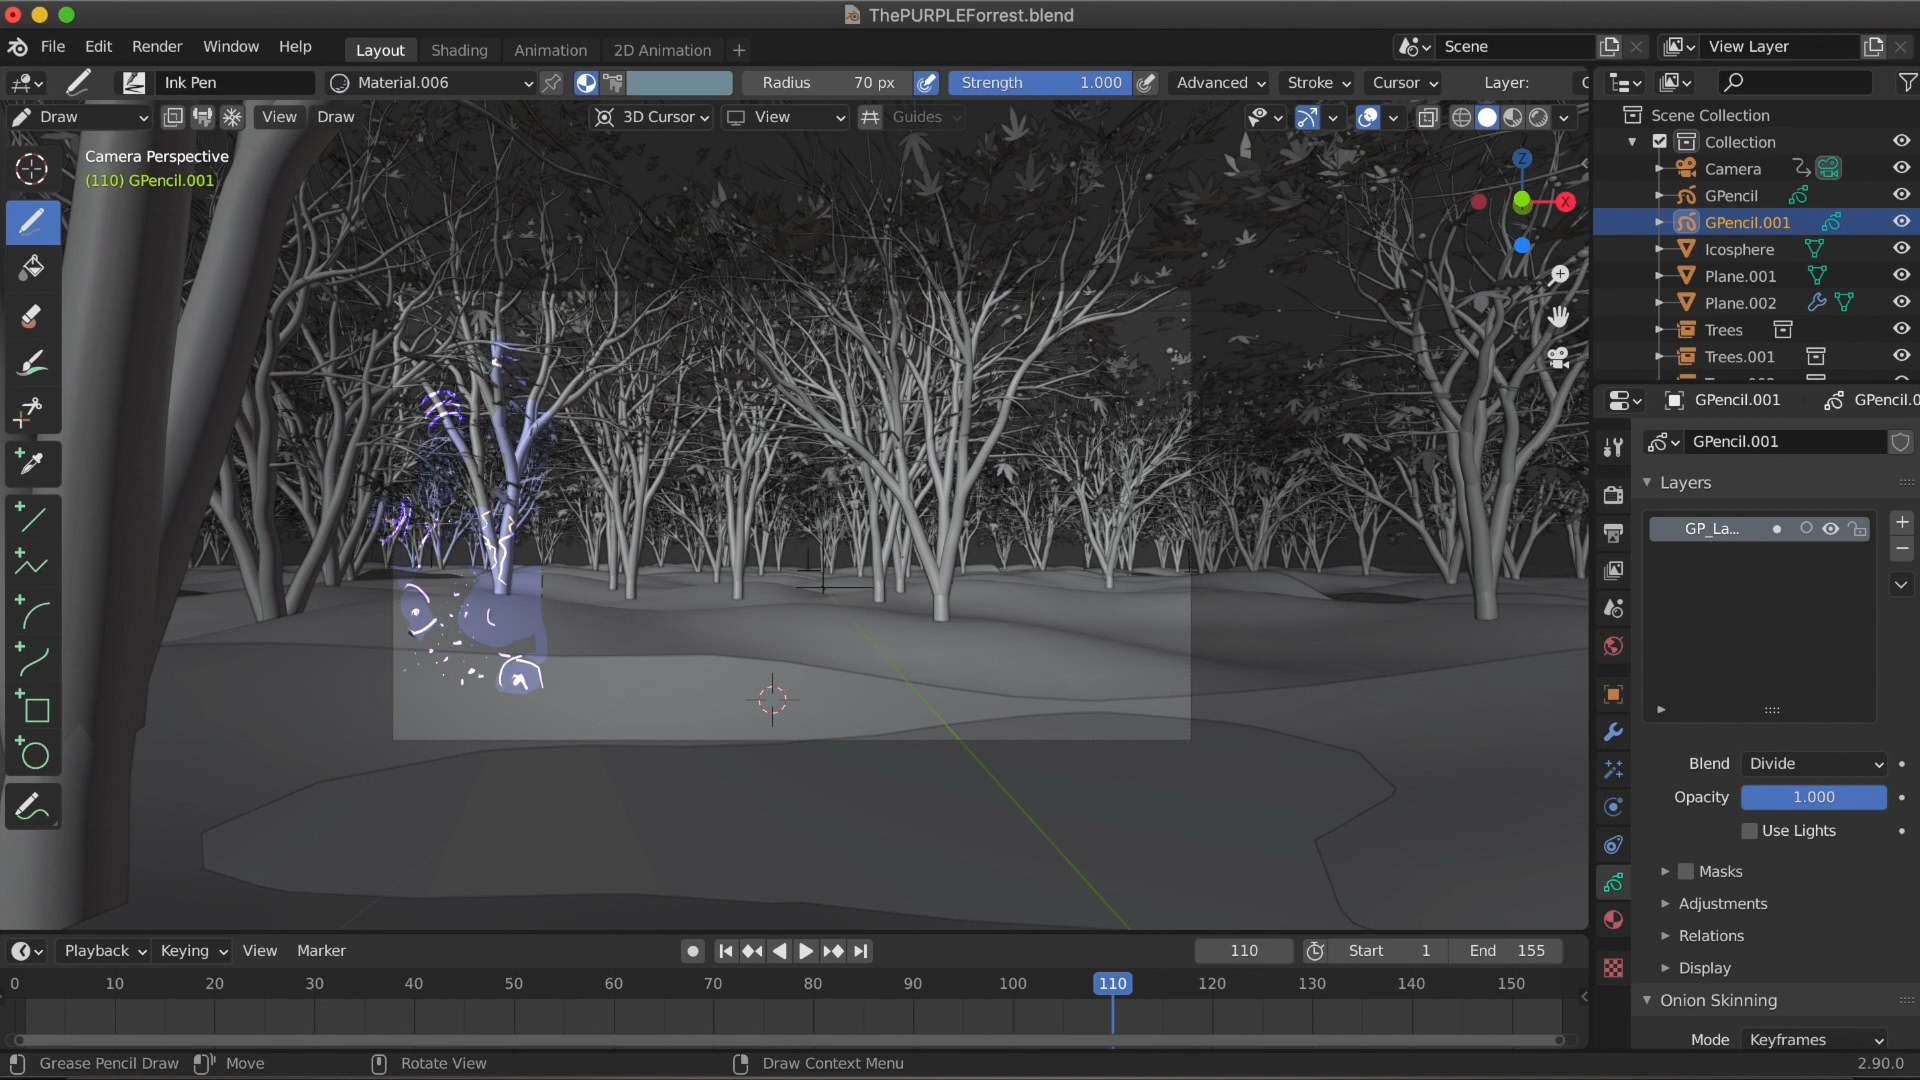 ThePURPLEForrest.blend
File Edit Render Window Help Layout Shading Animation 2D Animation + Scene View Layer
Ink Pen Material.006 Radius 70 px Strength 1.000 Advanced Stroke Cursor Layer:
Draw View Draw 3D Cursor View Guides
Camera Perspective
(110) GPencil.001
Z
X
Scene Collection
Collection
Camera
GPencil
GPencil.001
Icosphere
Plane.001
Plane.002
Trees
Trees.001
GPencil.001 GPencil.0
GPencil.001
Layers
GP_La...
Blend Divide
Opacity 1.000
Use Lights
Masks
Adjustments
Relations
Display
Onion Skinning
Mode Keyframes
Playback Keying View Marker 110 Start 1 End 155
0 10 20 30 40 50 60 70 80 90 100 110 120 130 140 150
Grease Pencil Draw Move Rotate View Draw Context Menu 2.90.0